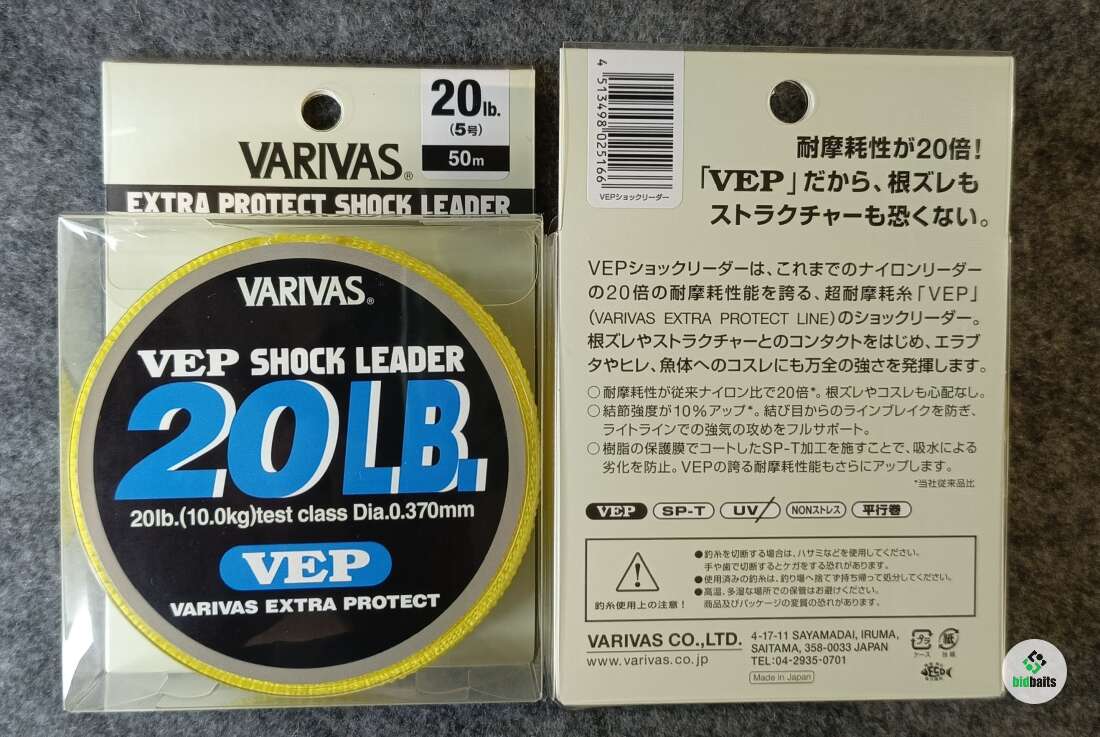 20lb.
(5号)
50m
VARIVAS®
EXTRA PROTECT SHOCK LEADER
VARIVAS®
VEP SHOCK LEADER
20LB.
20lb.(10.0kg)test class Dia.0.370mm
VEP
VARIVAS EXTRA PROTECT
4 513498 025166
VEPショックリーダー
耐摩耗性が20倍!
「VEP」だから、根ズレも
ストラクチャーも恐くない。
VEPショックリーダーは、これまでのナイロンリーダー
の20倍の耐摩耗性能を誇る、超耐摩耗糸「VEP」
(VARIVAS EXTRA PROTECT LINE)のショックリーダー。
根ズレやストラクチャーとのコンタクトをはじめ、エラブ
タやヒレ、魚体へのコスレにも万全の強さを発揮します。
○耐摩耗性が従来ナイロン比で20倍*。根ズレやコスレも心配なし。
○結節強度が10%アップ*。結び目からのラインブレイクを防ぎ、
ライトラインでの強気の攻めをフルサポート。
○樹脂の保護膜でコートしたSP-T加工を施すことで、吸水による
劣化を防止。VEPの誇る耐摩耗性能もさらにアップします。
*当社従来品比
VEP SP-T UV NONストレス 平行巻
●釣糸を切断する場合は、ハサミなどを使用してください。
手や歯で切断するとケガをする恐れがあります。
●使用済みの釣糸は、釣り場へ捨てず持ち帰って処分してください。
●高温、多湿な場所での保管はお避けください。
商品及びパッケージの変質の恐れがあります。
釣糸使用上の注意!
VARIVAS CO.,LTD.
www.varivas.co.jp
4-17-11 SAYAMADAI, IRUMA,
SAITAMA, 358-0033 JAPAN
TEL:04-2935-0701
Made in Japan
プラ
ケース
紙
台紙
bidbaits